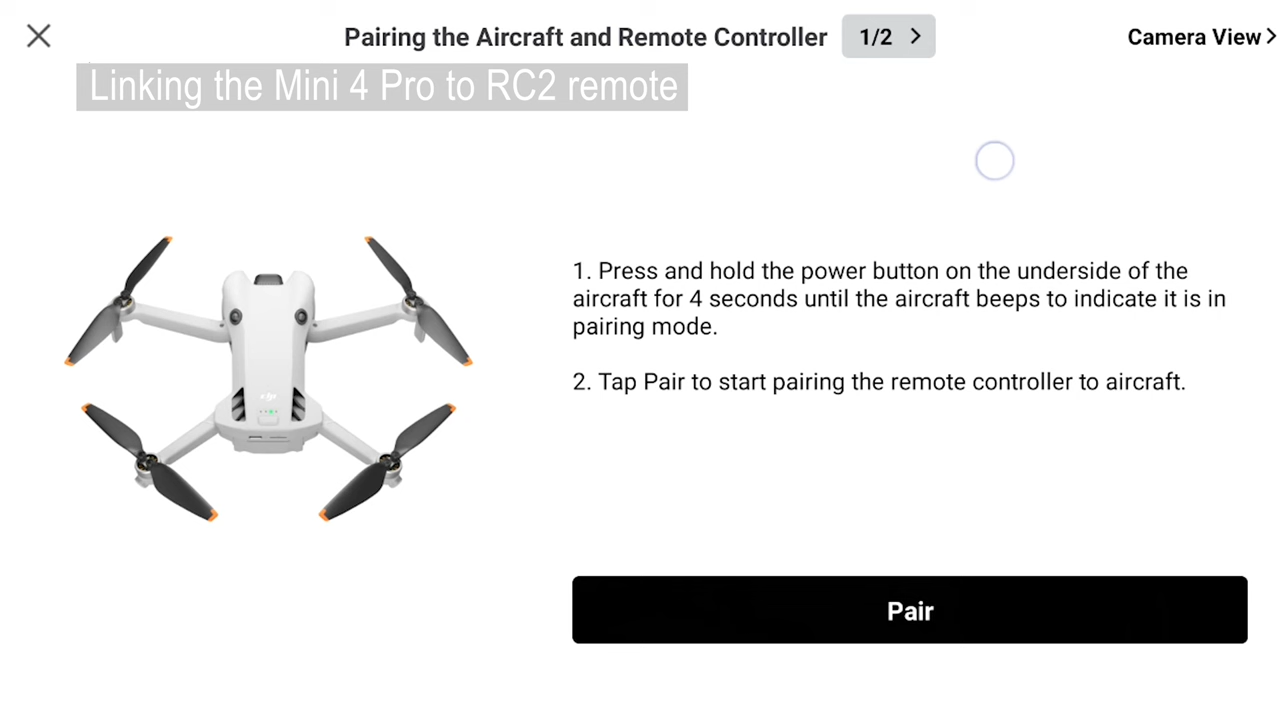 Pairing the Aircraft and Remote Controller 1/2 >
Camera View >
Linking the Mini 4 Pro to RC2 remote
1. Press and hold the power button on the underside of the
aircraft for 4 seconds until the aircraft beeps to indicate it is in
pairing mode.
2. Tap Pair to start pairing the remote controller to aircraft.
Pair